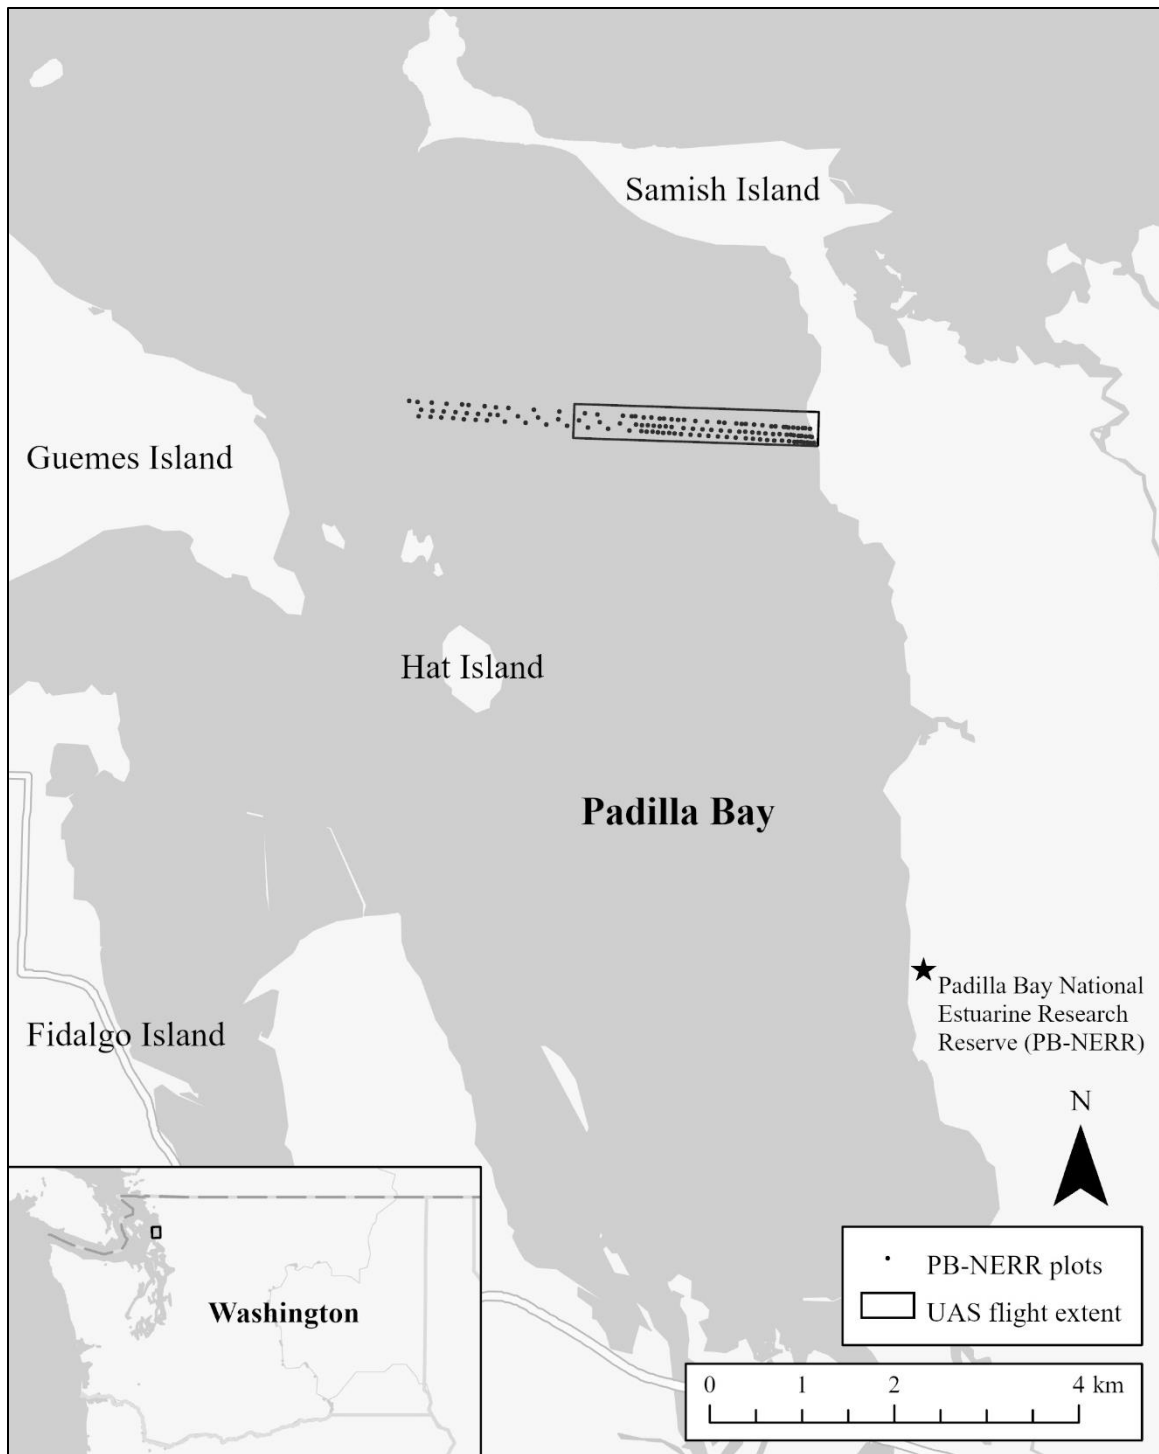 Samish Island
Guemes Island
Hat Island
Padilla Bay
Padilla Bay National
Estuarine Research
Reserve (PB-NERR)
Fidalgo Island
N
Washington
PB-NERR plots
UAS flight extent
0 1 2 4 km